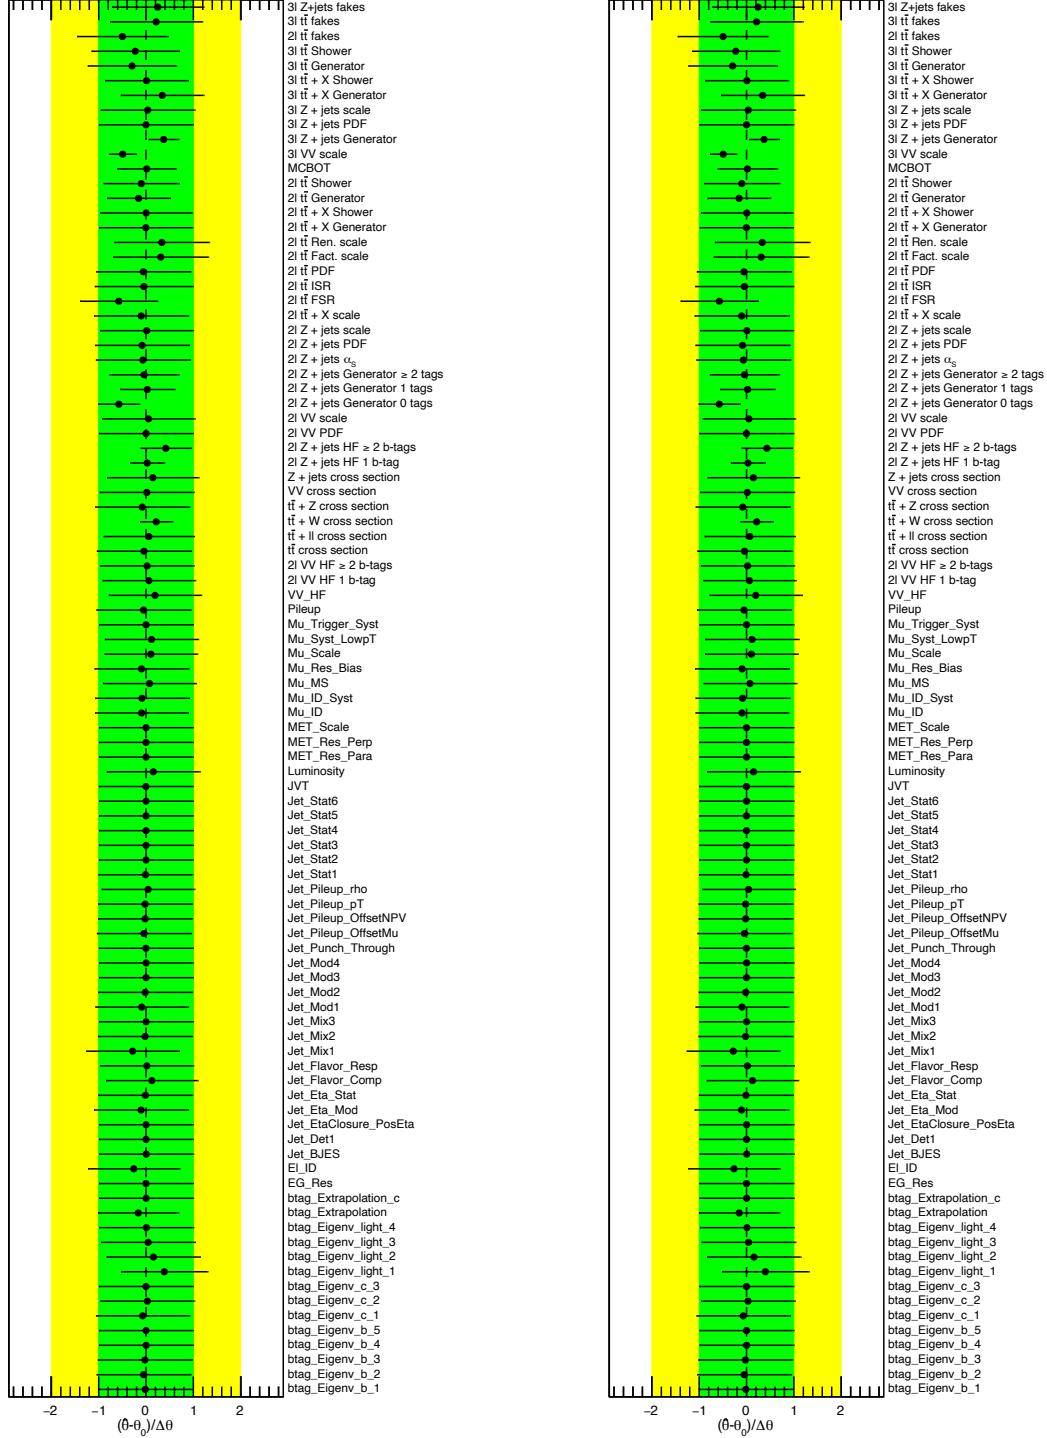 3l Z+jets fakes
3l tt̄ fakes
2l tt̄ fakes
3l tt̄ Shower
3l tt̄ Generator
3l tt̄ + X Shower
3l tt̄ + X Generator
3l Z + jets scale
3l Z + jets PDF
3l Z + jets Generator
3l VV scale
MCBOT
2l tt̄ Shower
2l tt̄ Generator
2l tt̄ + X Shower
2l tt̄ + X Generator
2l tt̄ Ren. scale
2l tt̄ Fact. scale
2l tt̄ PDF
2l tt̄ ISR
2l tt̄ FSR
2l tt̄ + X scale
2l Z + jets scale
2l Z + jets PDF
2l Z + jets α_S
2l Z + jets Generator ≥ 2 tags
2l Z + jets Generator 1 tags
2l Z + jets Generator 0 tags
2l VV scale
2l VV PDF
2l Z + jets HF ≥ 2 b-tags
2l Z + jets HF 1 b-tag
Z + jets cross section
VV cross section
tt̄ + Z cross section
tt̄ + W cross section
tt̄ + ll cross section
tt̄ cross section
2l VV HF ≥ 2 b-tags
2l VV HF 1 b-tag
VV_HF
Pileup
Mu_Trigger_Syst
Mu_Syst_LowpT
Mu_Scale
Mu_Res_Bias
Mu_MS
Mu_ID_Syst
Mu_ID
MET_Scale
MET_Res_Perp
MET_Res_Para
Luminosity
JVT
Jet_Stat6
Jet_Stat5
Jet_Stat4
Jet_Stat3
Jet_Stat2
Jet_Stat1
Jet_Pileup_rho
Jet_Pileup_pT
Jet_Pileup_OffsetNPV
Jet_Pileup_OffsetMu
Jet_Punch_Through
Jet_Mod4
Jet_Mod3
Jet_Mod2
Jet_Mod1
Jet_Mix3
Jet_Mix2
Jet_Mix1
Jet_Flavor_Resp
Jet_Flavor_Comp
Jet_Eta_Stat
Jet_Eta_Mod
Jet_EtaClosure_PosEta
Jet_Det1
Jet_BJES
El_ID
EG_Res
btag_Extrapolation_c
btag_Extrapolation
btag_Eigenv_light_4
btag_Eigenv_light_3
btag_Eigenv_light_2
btag_Eigenv_light_1
btag_Eigenv_c_3
btag_Eigenv_c_2
btag_Eigenv_c_1
btag_Eigenv_b_5
btag_Eigenv_b_4
btag_Eigenv_b_3
btag_Eigenv_b_2
btag_Eigenv_b_1
−2 −1 0 1 2
(θ̂-θ₀)/Δθ
3l Z+jets fakes
3l tt̄ fakes
2l tt̄ fakes
3l tt̄ Shower
3l tt̄ Generator
3l tt̄ + X Shower
3l tt̄ + X Generator
3l Z + jets scale
3l Z + jets PDF
3l Z + jets Generator
3l VV scale
MCBOT
2l tt̄ Shower
2l tt̄ Generator
2l tt̄ + X Shower
2l tt̄ + X Generator
2l tt̄ Ren. scale
2l tt̄ Fact. scale
2l tt̄ PDF
2l tt̄ ISR
2l tt̄ FSR
2l tt̄ + X scale
2l Z + jets scale
2l Z + jets PDF
2l Z + jets α_S
2l Z + jets Generator ≥ 2 tags
2l Z + jets Generator 1 tags
2l Z + jets Generator 0 tags
2l VV scale
2l VV PDF
2l Z + jets HF ≥ 2 b-tags
2l Z + jets HF 1 b-tag
Z + jets cross section
VV cross section
tt̄ + Z cross section
tt̄ + W cross section
tt̄ + ll cross section
tt̄ cross section
2l VV HF ≥ 2 b-tags
2l VV HF 1 b-tag
VV_HF
Pileup
Mu_Trigger_Syst
Mu_Syst_LowpT
Mu_Scale
Mu_Res_Bias
Mu_MS
Mu_ID_Syst
Mu_ID
MET_Scale
MET_Res_Perp
MET_Res_Para
Luminosity
JVT
Jet_Stat6
Jet_Stat5
Jet_Stat4
Jet_Stat3
Jet_Stat2
Jet_Stat1
Jet_Pileup_rho
Jet_Pileup_pT
Jet_Pileup_OffsetNPV
Jet_Pileup_OffsetMu
Jet_Punch_Through
Jet_Mod4
Jet_Mod3
Jet_Mod2
Jet_Mod1
Jet_Mix3
Jet_Mix2
Jet_Mix1
Jet_Flavor_Resp
Jet_Flavor_Comp
Jet_Eta_Stat
Jet_Eta_Mod
Jet_EtaClosure_PosEta
Jet_Det1
Jet_BJES
El_ID
EG_Res
btag_Extrapolation_c
btag_Extrapolation
btag_Eigenv_light_4
btag_Eigenv_light_3
btag_Eigenv_light_2
btag_Eigenv_light_1
btag_Eigenv_c_3
btag_Eigenv_c_2
btag_Eigenv_c_1
btag_Eigenv_b_5
btag_Eigenv_b_4
btag_Eigenv_b_3
btag_Eigenv_b_2
btag_Eigenv_b_1
−2 −1 0 1 2
(θ̂-θ₀)/Δθ